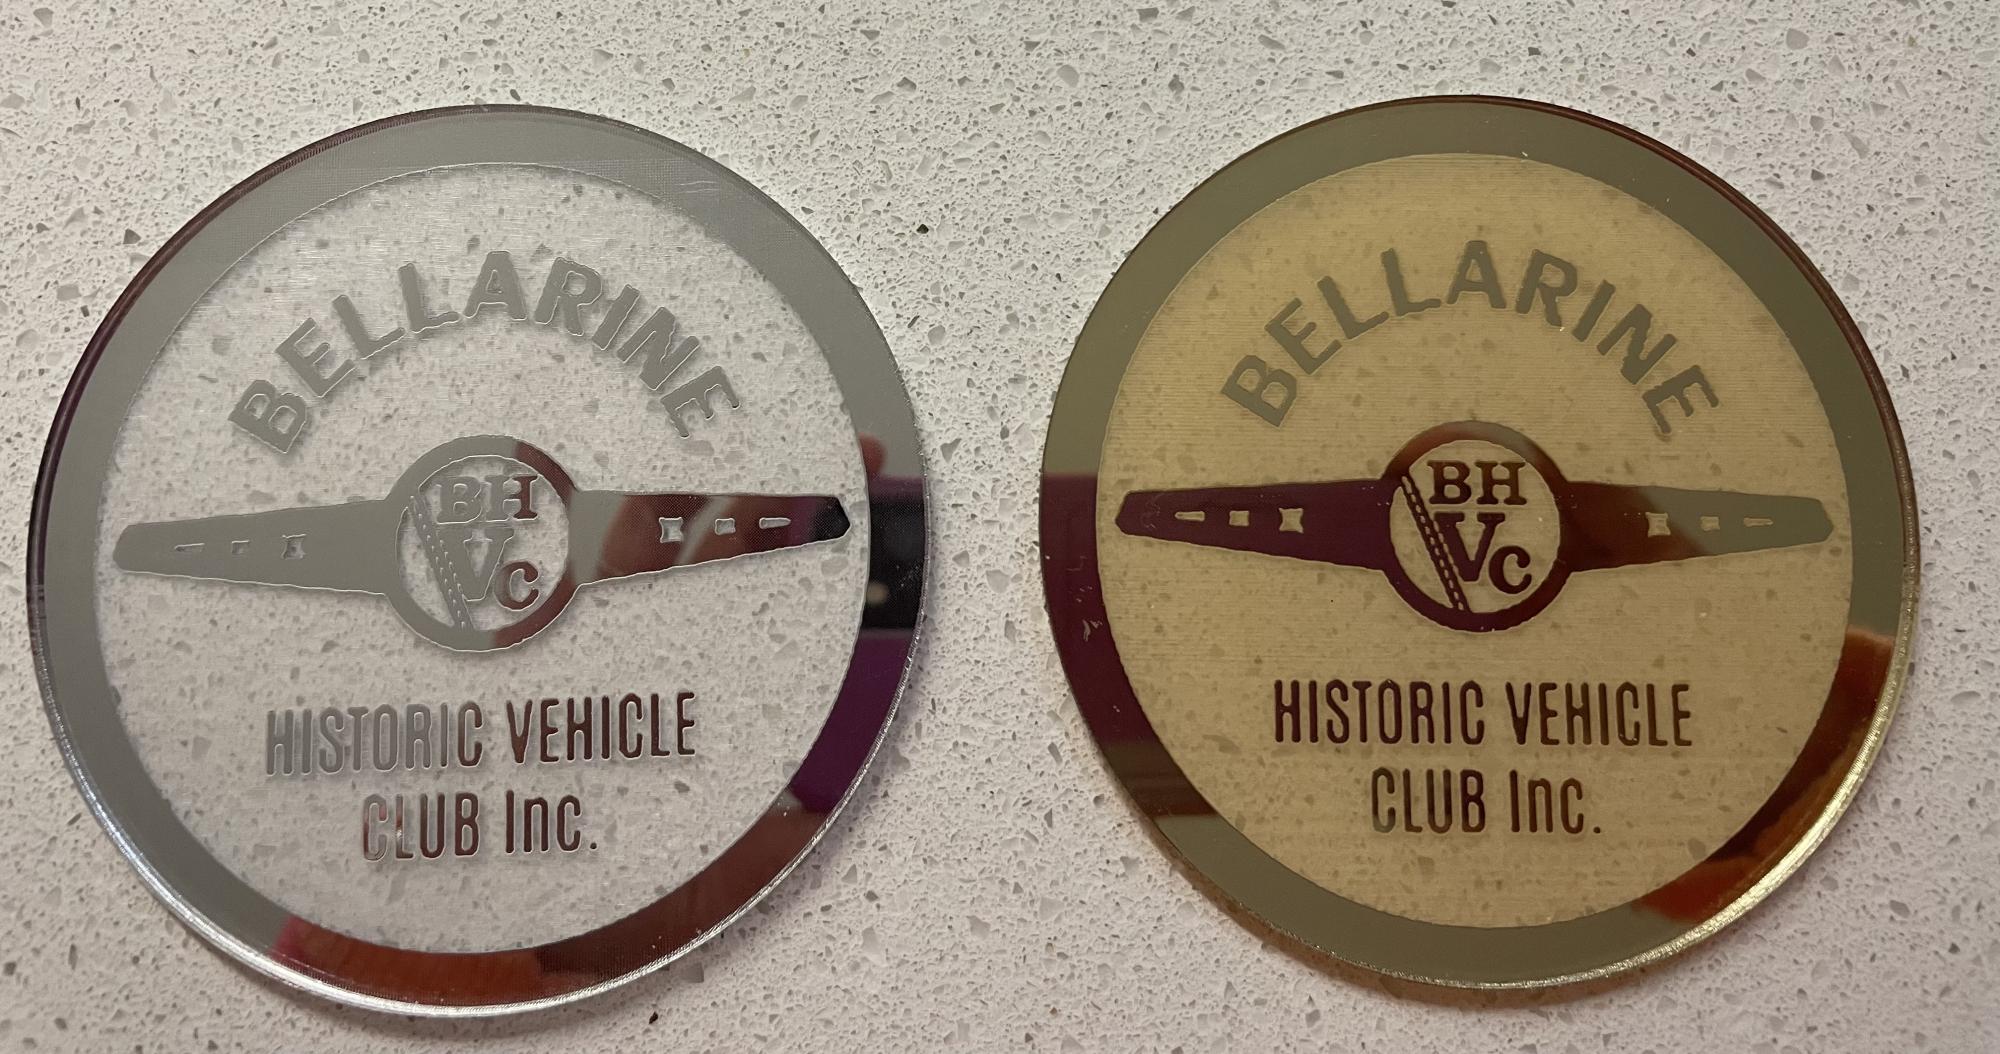 BELLARINE
BH
Vc
HISTORIC VEHICLE
CLUB Inc.
BELLARINE
BH
Vc
HISTORIC VEHICLE
CLUB Inc.